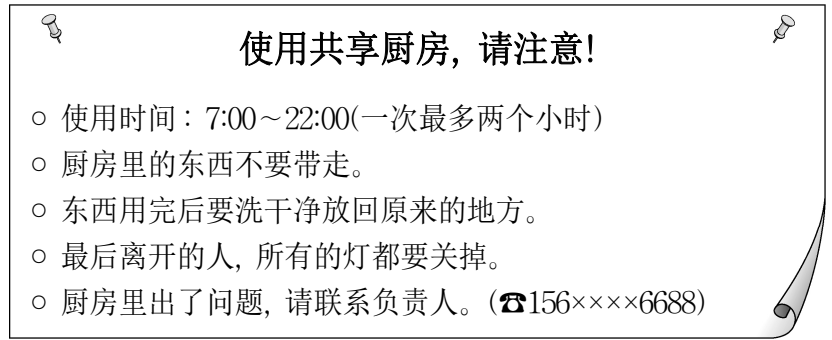 使用共享厨房, 请注意!
○ 使用时间: 7:00~22:00(一次最多两个小时)
○ 厨房里的东西不要带走。
○ 东西用完后要洗干净放回原来的地方。
○ 最后离开的人, 所有的灯都要关掉。
○ 厨房里出了问题, 请联系负责人。(☎156××××6688)